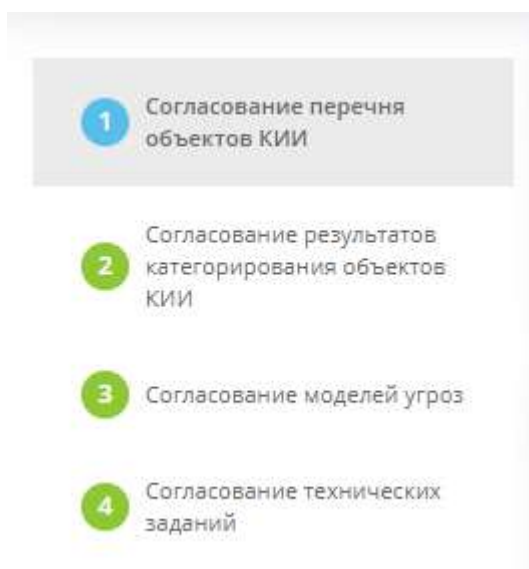 1
Согласование перечня
объектов КИИ
2
Согласование результатов
категорирования объектов
КИИ
3
Согласование моделей угроз
4
Согласование технических
заданий